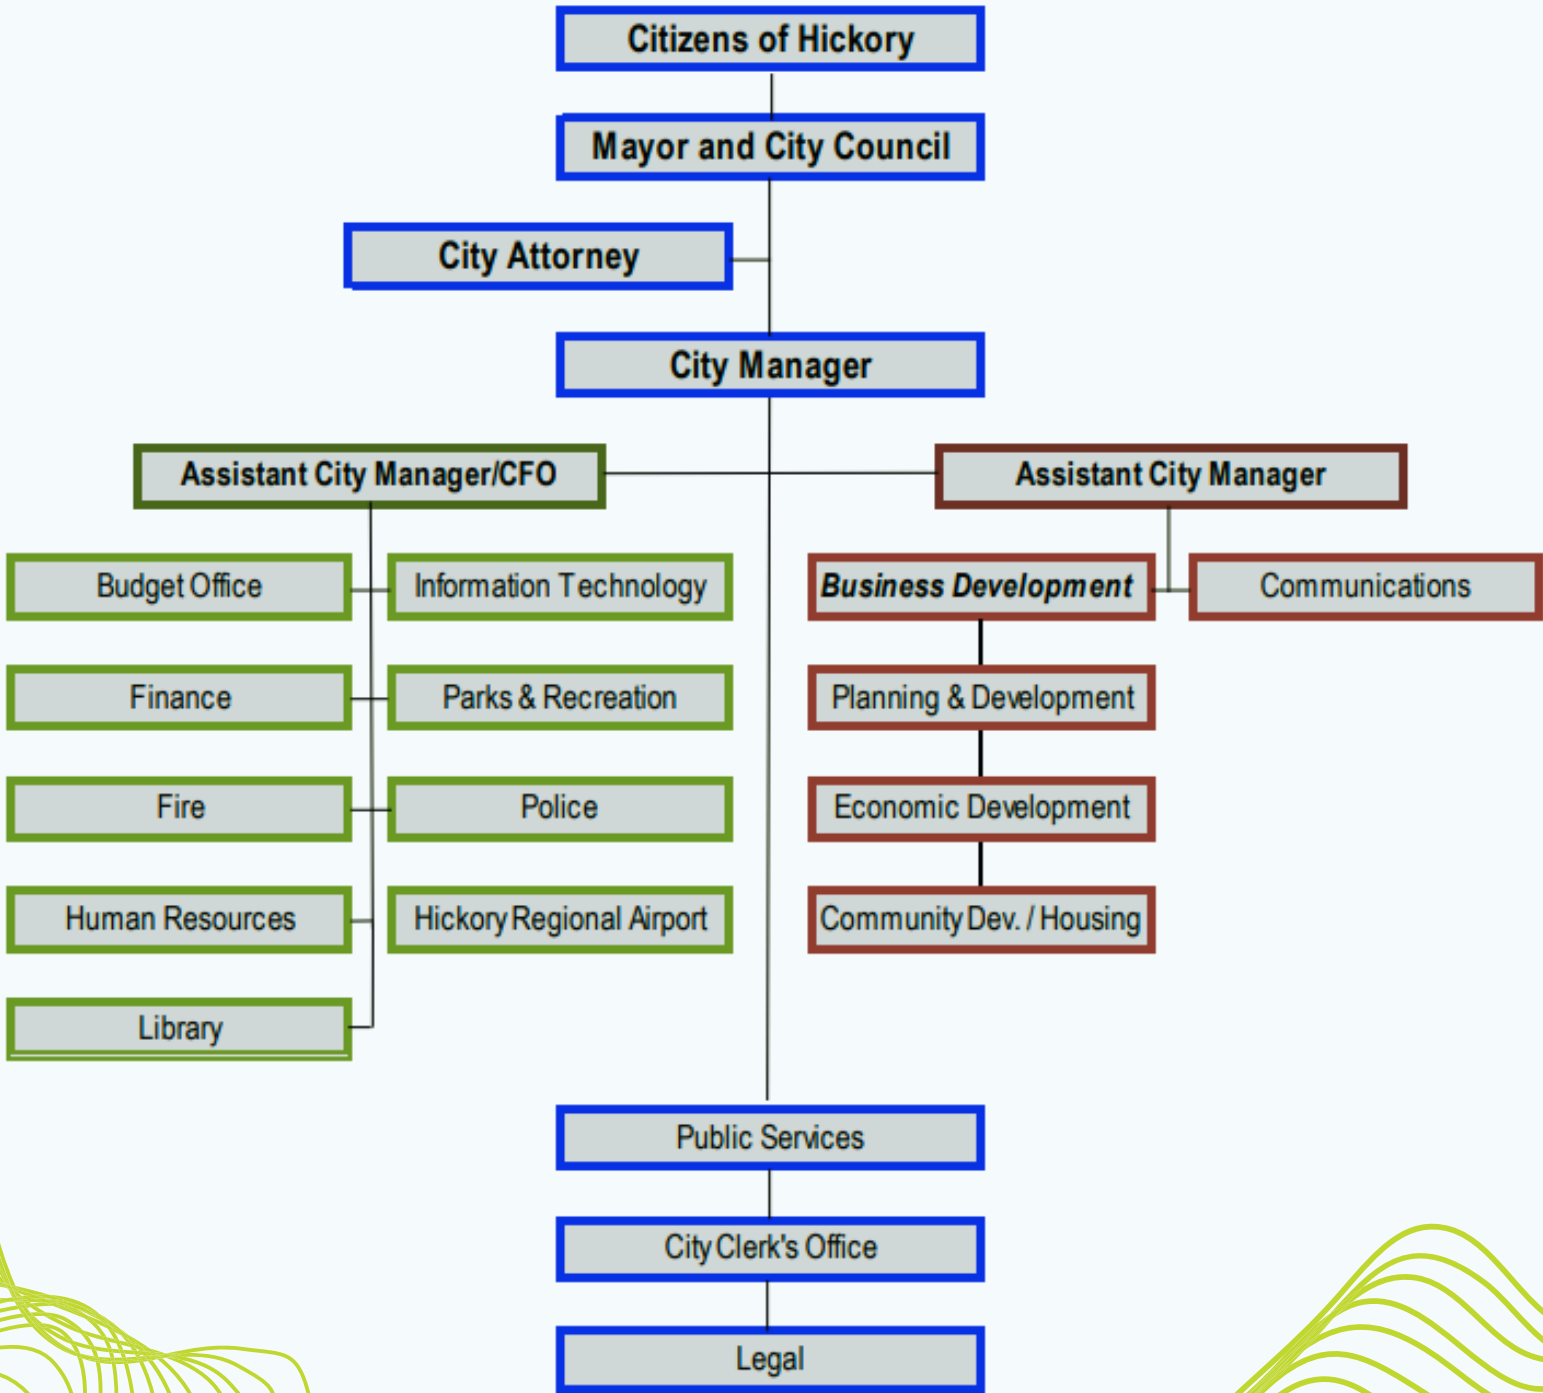 Citizens of Hickory
Mayor and City Council
City Attorney
City Manager
Assistant City Manager/CFO
Assistant City Manager
Budget Office
Information Technology
Business Development
Communications
Finance
Parks & Recreation
Planning & Development
Fire
Police
Economic Development
Human Resources
Hickory Regional Airport
Community Dev. / Housing
Library
Public Services
City Clerk's Office
Legal